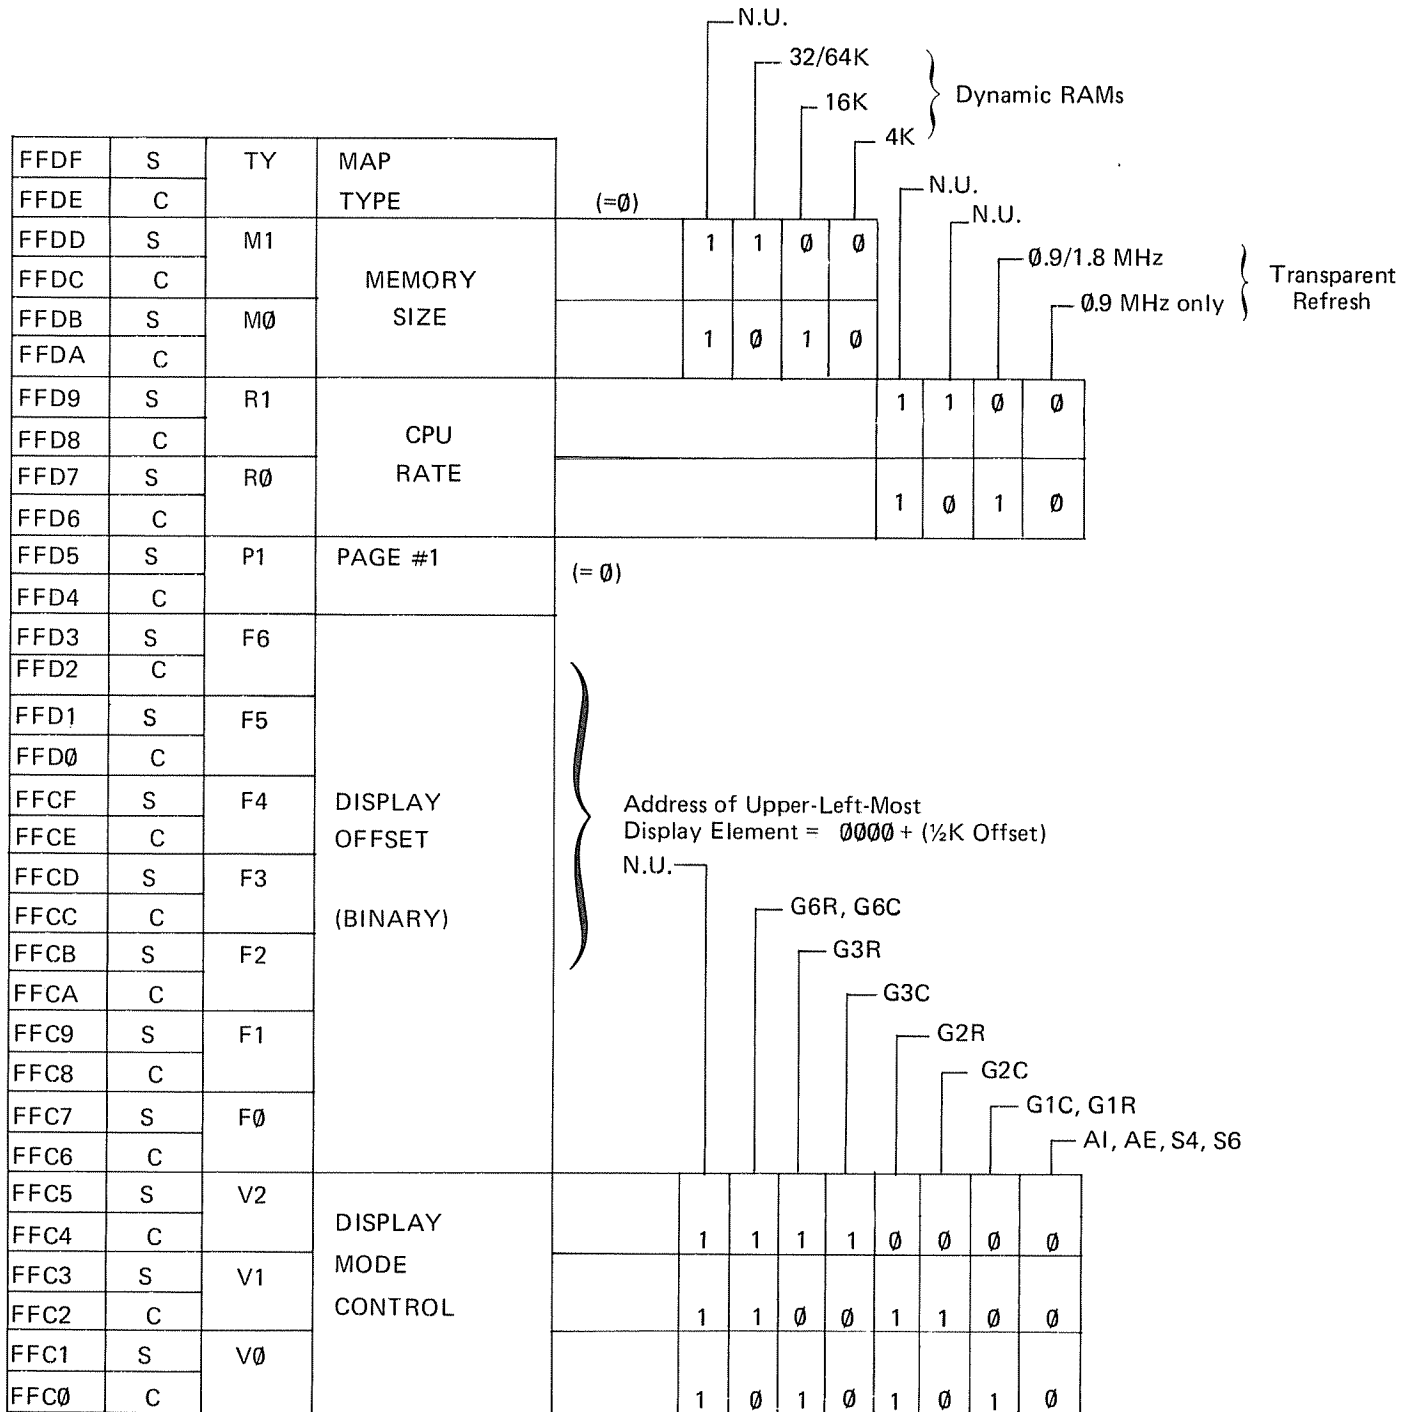 N.U.
32/64K
16K
Dynamic RAMs
4K
FFDF S TY MAP
FFDE C TYPE (=Ø)
N.U.
N.U.
FFDD S M1 1 1 Ø Ø
Ø.9/1.8 MHz
FFDC C MEMORY
Transparent
Refresh
FFDB S MØ SIZE
Ø.9 MHz only
1 Ø 1 Ø
FFDA C
FFD9 S R1 1 1 Ø Ø
FFD8 C CPU
FFD7 S RØ RATE
1 Ø 1 Ø
FFD6 C
FFD5 S P1 PAGE #1
(= Ø)
FFD4 C
FFD3 S F6
FFD2 C
FFD1 S F5
FFDØ C
FFCF S F4 DISPLAY
Address of Upper-Left-Most
FFCE C OFFSET
Display Element = ØØØØ + (½K Offset)
FFCD S F3
N.U.
FFCC C (BINARY)
G6R, G6C
FFCB S F2
G3R
FFCA C
G3C
FFC9 S F1
G2R
FFC8 C
G2C
FFC7 S FØ
G1C, G1R
FFC6 C
AI, AE, S4, S6
FFC5 S V2
DISPLAY
FFC4 C 1 1 1 1 Ø Ø Ø Ø
FFC3 S V1 MODE
FFC2 C CONTROL 1 1 Ø Ø 1 1 Ø Ø
FFC1 S VØ
FFCØ C 1 Ø 1 Ø 1 Ø 1 Ø